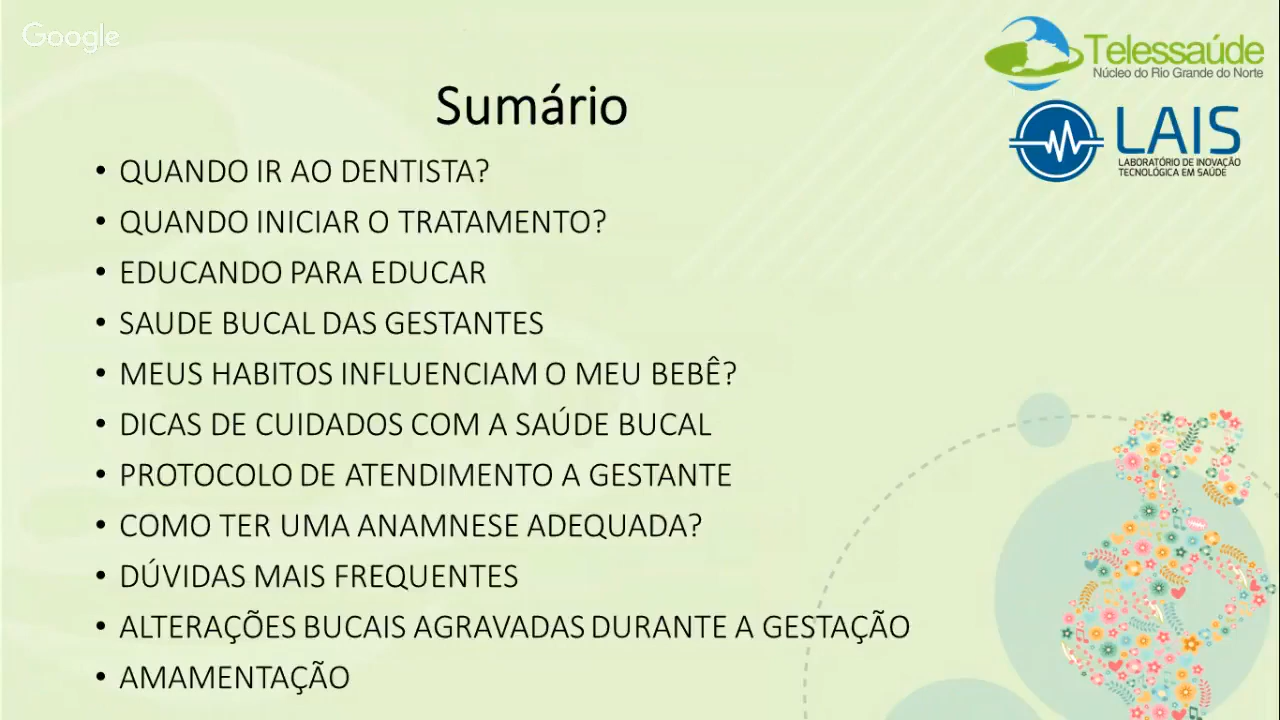 Google
Telessaúde
Núcleo do Rio Grande do Norte
LAIS
LABORATÓRIO DE INOVAÇÃO
TECNOLÓGICA EM SAÚDE
Sumário
• QUANDO IR AO DENTISTA?
• QUANDO INICIAR O TRATAMENTO?
• EDUCANDO PARA EDUCAR
• SAUDE BUCAL DAS GESTANTES
• MEUS HABITOS INFLUENCIAM O MEU BEBÊ?
• DICAS DE CUIDADOS COM A SAÚDE BUCAL
• PROTOCOLO DE ATENDIMENTO A GESTANTE
• COMO TER UMA ANAMNESE ADEQUADA?
• DÚVIDAS MAIS FREQUENTES
• ALTERAÇÕES BUCAIS AGRAVADAS DURANTE A GESTAÇÃO
• AMAMENTAÇÃO